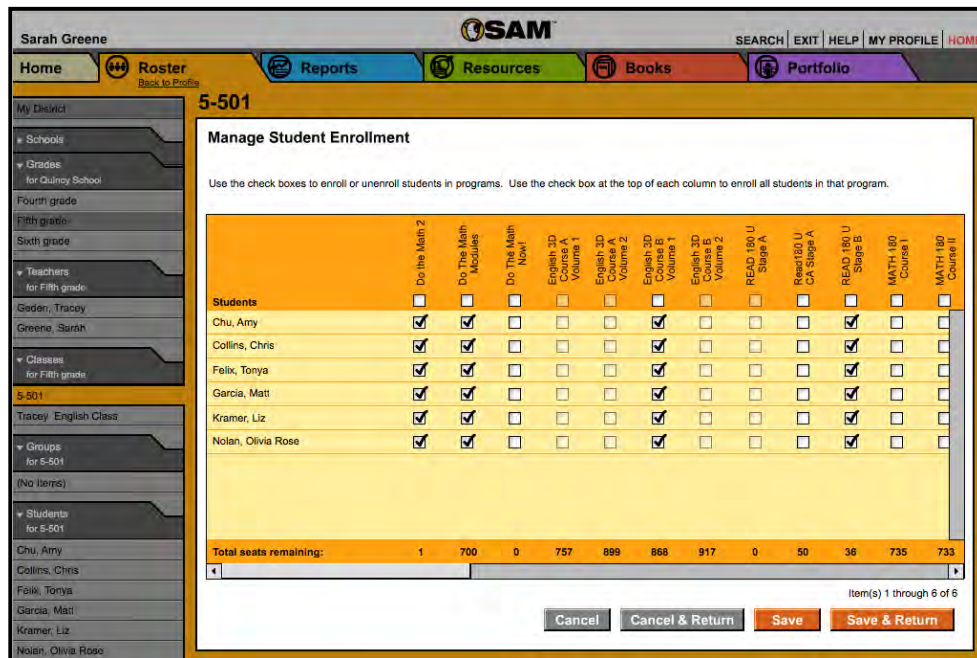 Sarah Greene
SAM
SEARCH EXIT HELP MY PROFILE HOME
Home
Roster
Back to Profile
Reports
Resources
Books
Portfolio
My District
Schools
Grades
for Quincy School
Fourth grade
Fifth grade
Sixth grade
Teachers
for Fifth grade
Geden, Tracey
Greene, Sarah
Classes
for Fifth grade
5-501
Tracey English Class
Groups
for 5-501
(No Items)
Students
for 5-501
Chu, Amy
Collins, Chris
Felix, Tonya
Garcia, Matt
Kramer, Liz
Nolan, Olivia Rose
5-501
Manage Student Enrollment
Use the check boxes to enroll or unenroll students in programs. Use the check box at the top of each column to enroll all students in that program.
Do the Math 2
Do The Math
Modules
Do The Math
Now!
English 3D
Course A
Volume 1
English 3D
Course A
Volume 2
English 3D
Course B
Volume 1
English 3D
Course B
Volume 2
READ 180 U
Stage A
Read180 U
CA Stage A
READ 180 U
Stage B
MATH 180
Course I
MATH 180
Course II
Students
Chu, Amy
Collins, Chris
Felix, Tonya
Garcia, Matt
Kramer, Liz
Nolan, Olivia Rose
Total seats remaining: 1 700 0 757 899 868 917 0 50 36 735 733
Item(s) 1 through 6 of 6
Cancel
Cancel & Return
Save
Save & Return